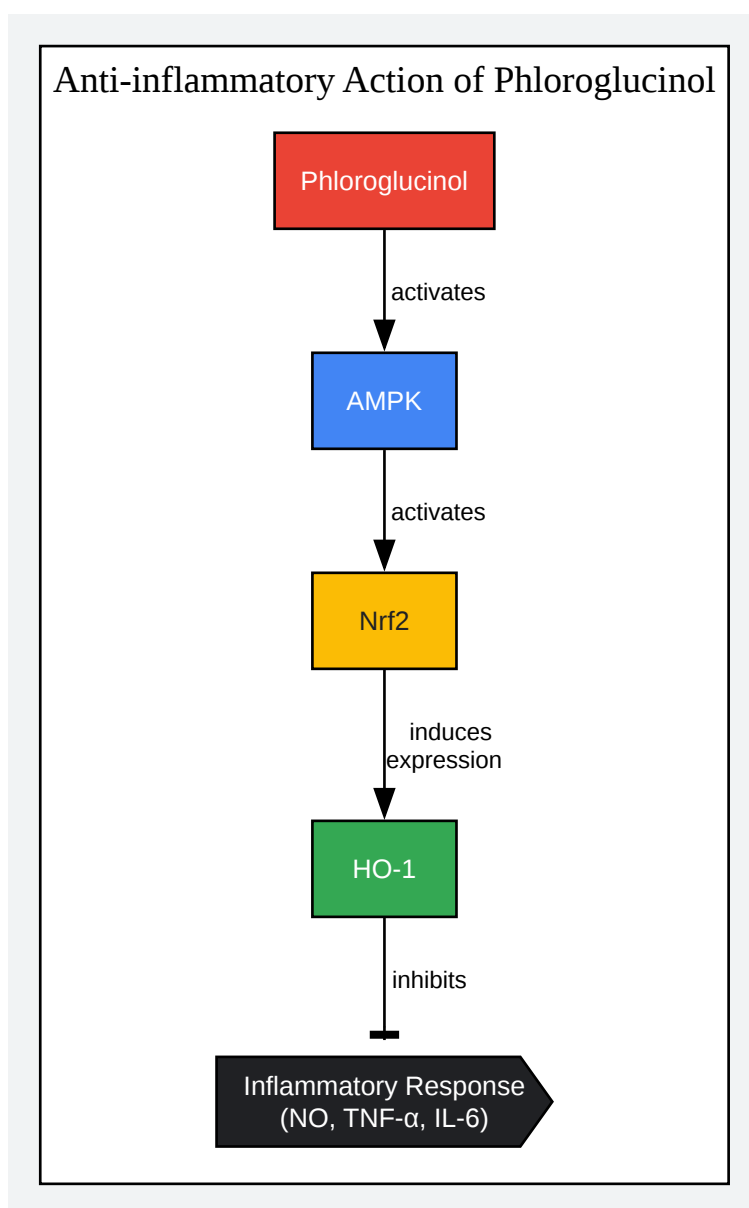 Anti-inflammatory Action of Phloroglucinol
Phloroglucinol
activates
AMPK
activates
Nrf2
induces
expression
HO-1
inhibits
Inflammatory Response
(NO, TNF-α, IL-6)